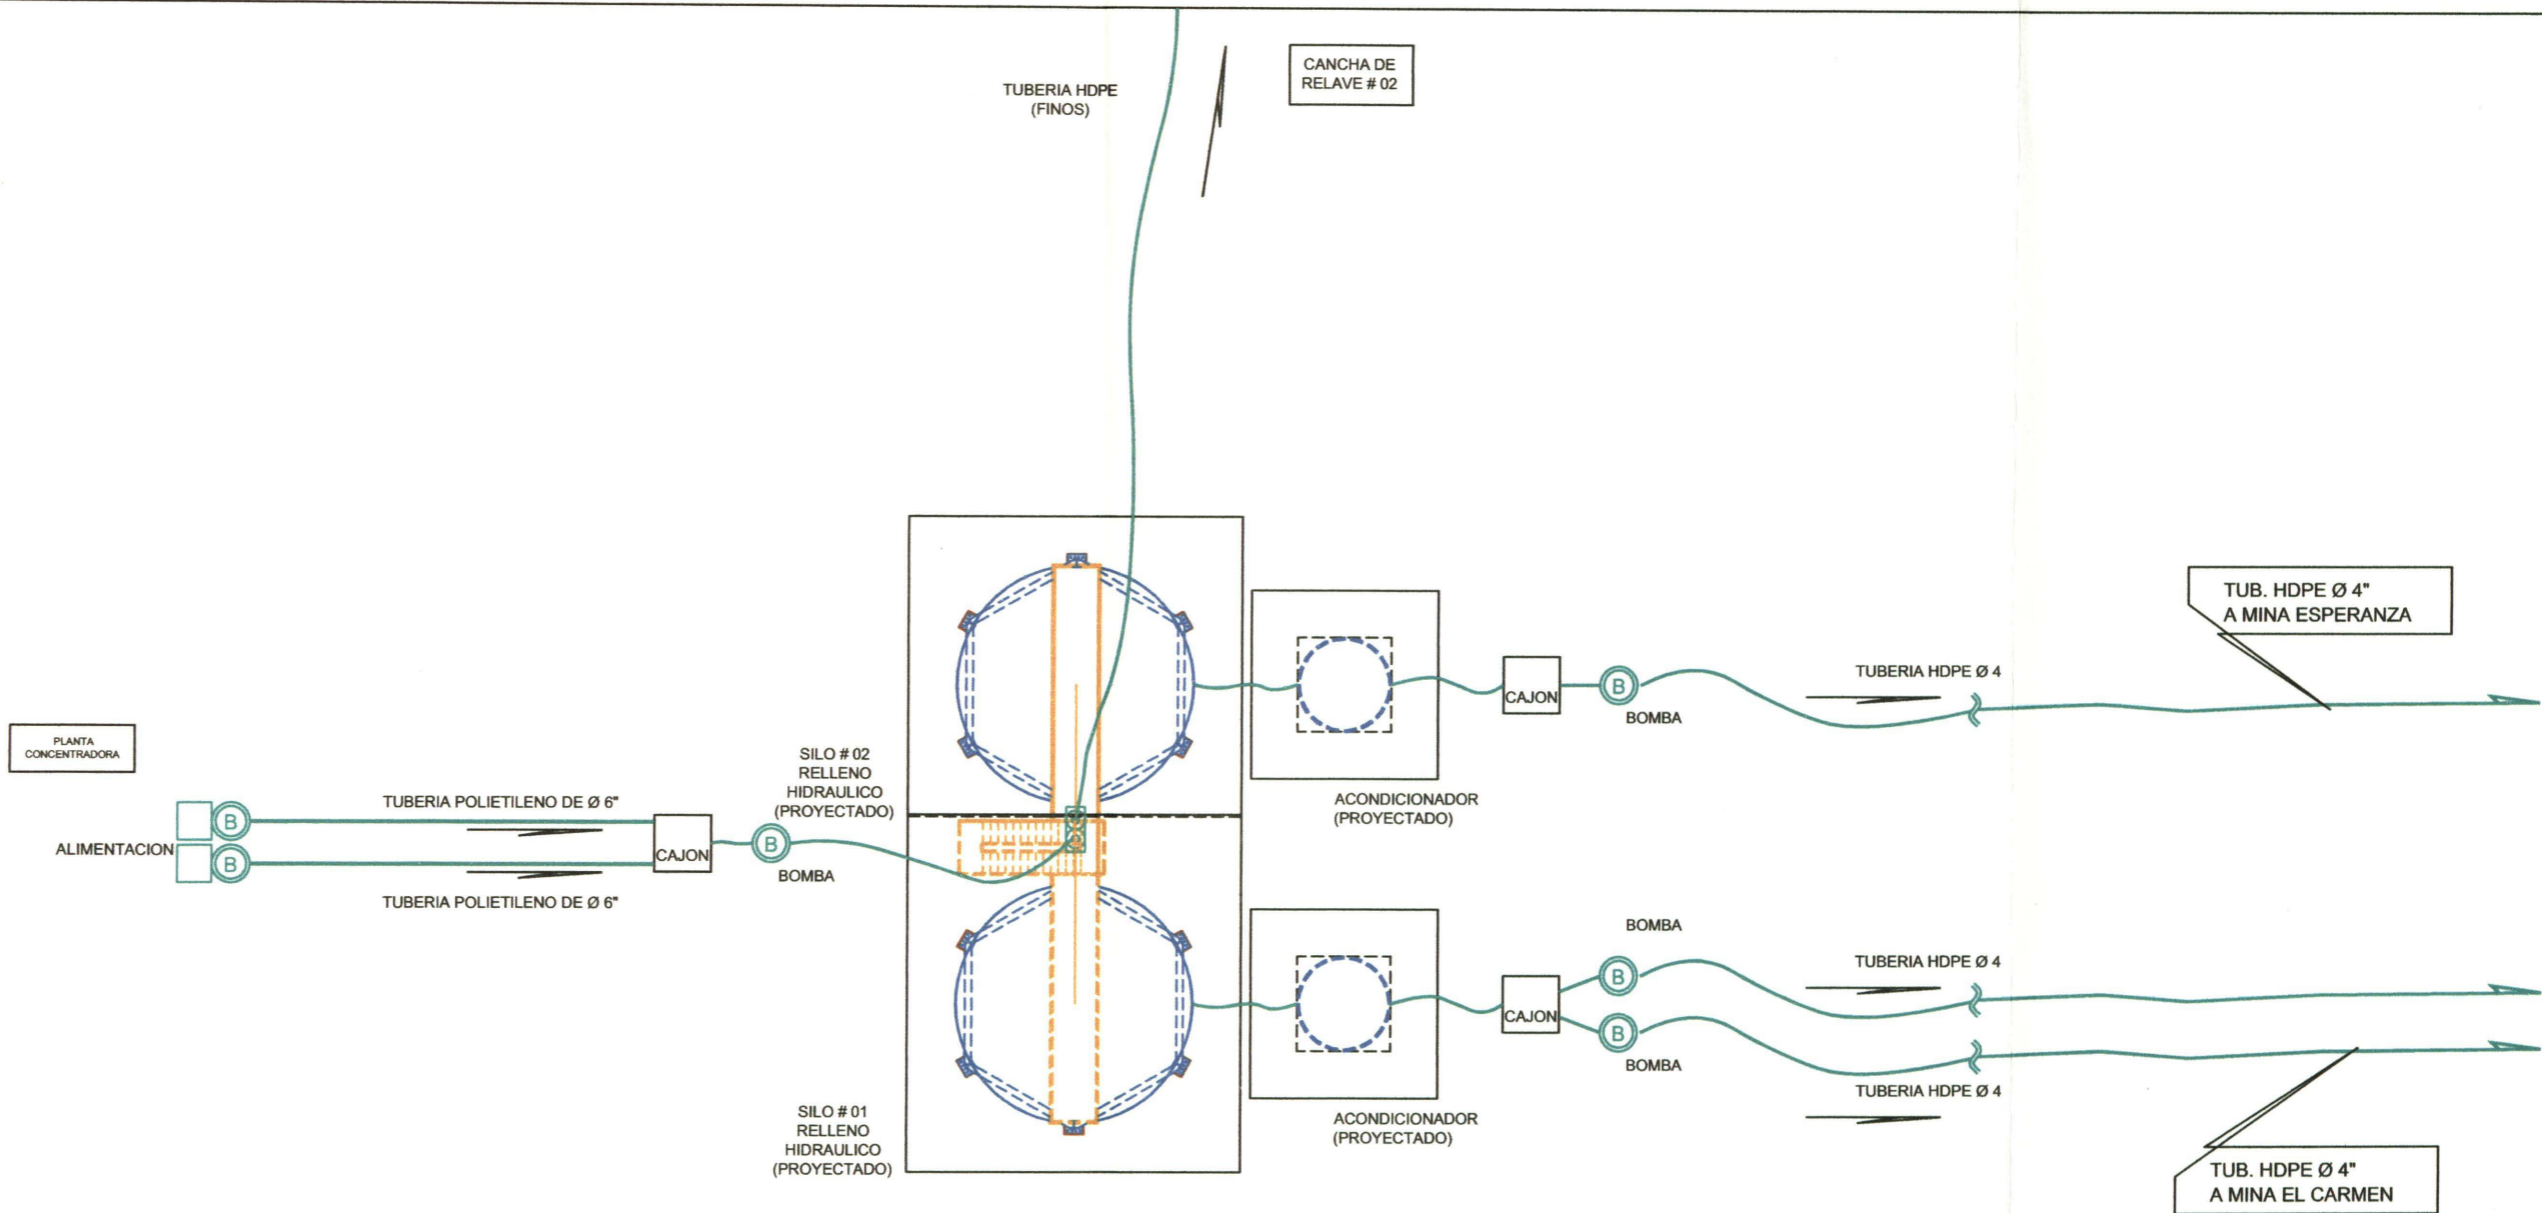 TUBERIA HDPE
(FINOS)
CANCHA DE
RELAVE # 02
TUB. HDPE Ø 4"
A MINA ESPERANZA
TUBERIA HDPE Ø 4
CAJON
B
BOMBA
PLANTA
CONCENTRADORA
SILO # 02
RELLENO
HIDRAULICO
(PROYECTADO)
ACONDICIONADOR
(PROYECTADO)
TUBERIA POLIETILENO DE Ø 6"
B
ALIMENTACION
B
TUBERIA POLIETILENO DE Ø 6"
CAJON
B
BOMBA
BOMBA
B
TUBERIA HDPE Ø 4
CAJON
B
BOMBA
TUBERIA HDPE Ø 4
SILO # 01
RELLENO
HIDRAULICO
(PROYECTADO)
ACONDICIONADOR
(PROYECTADO)
TUB. HDPE Ø 4"
A MINA EL CARMEN